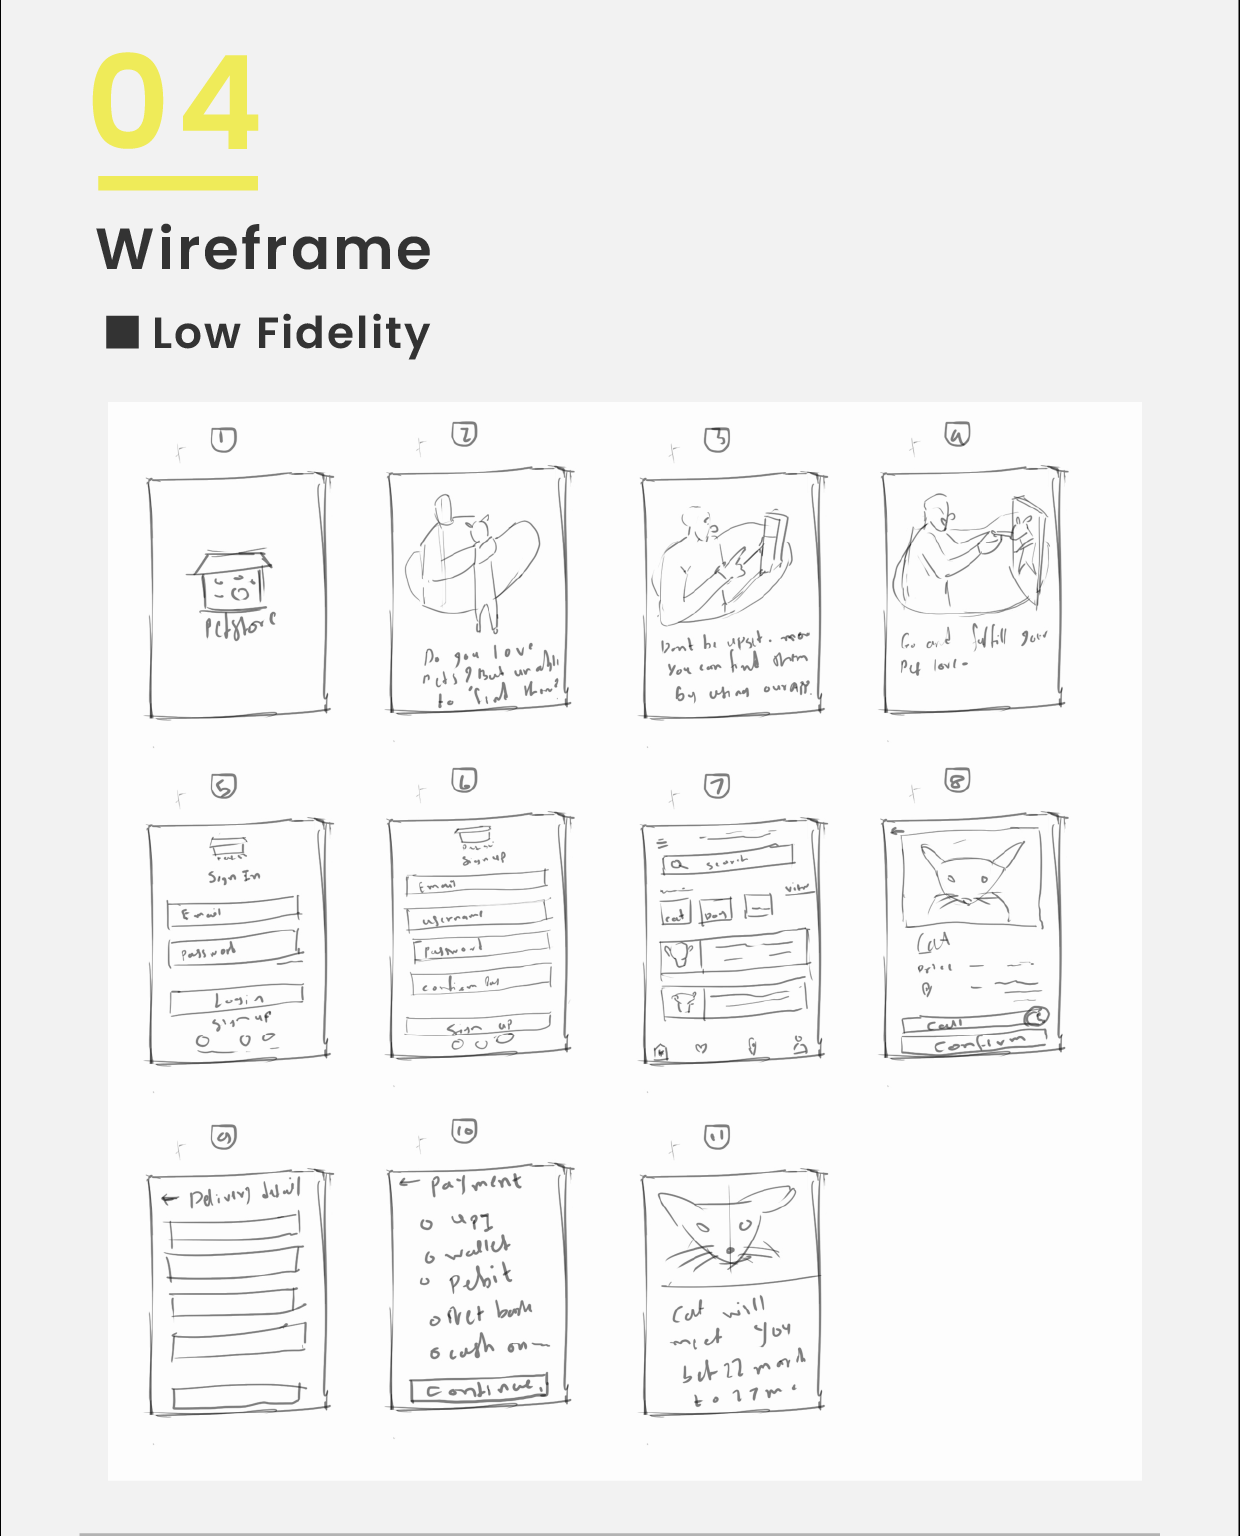 04
Wireframe
Low Fidelity
1
2
3
4
Petstore
Do you love
Pets? But unable
to find them?
Dont be upset. now
You can find them
by using our APP.
Go and fulfill your
Pet love.
5
6
7
8
Sign In
Email
Password
Login
Sign up
Sign up
Email
username
Password
confirm Pas
Sign up
search
View
cat
Dog
Cat
Price
Call
Confirm
9
10
11
← Delivery detail
← Payment
UPI
wallet
Debit
Net bank
cash on
Continue
Cat will
meet you
bet 22 march
to 27 m